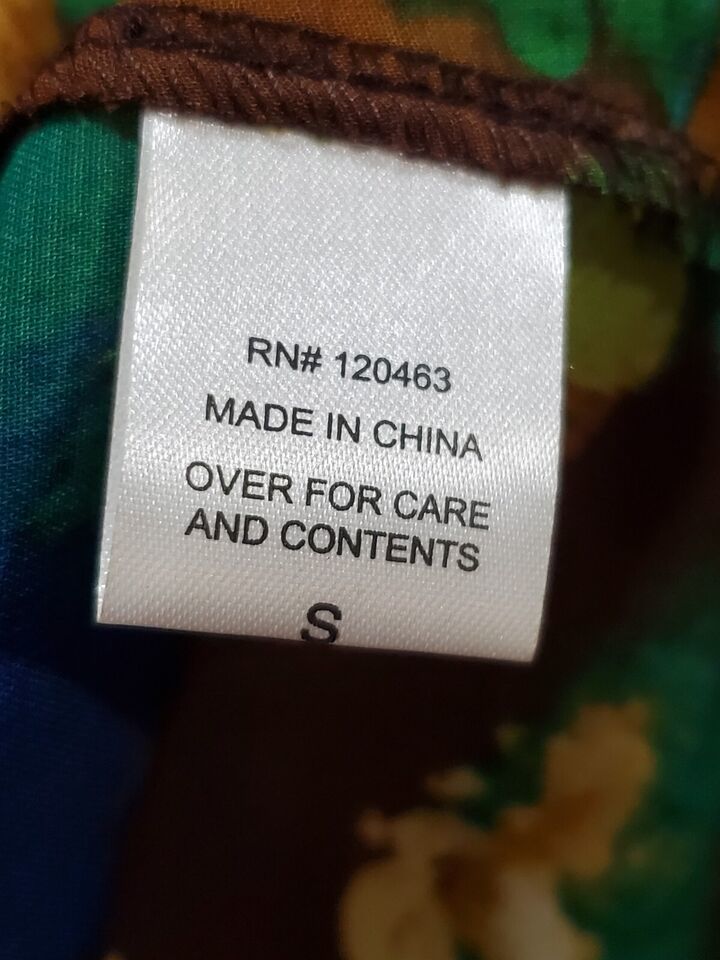 RN# 120463
MADE IN CHINA
OVER FOR CARE
AND CONTENTS
S